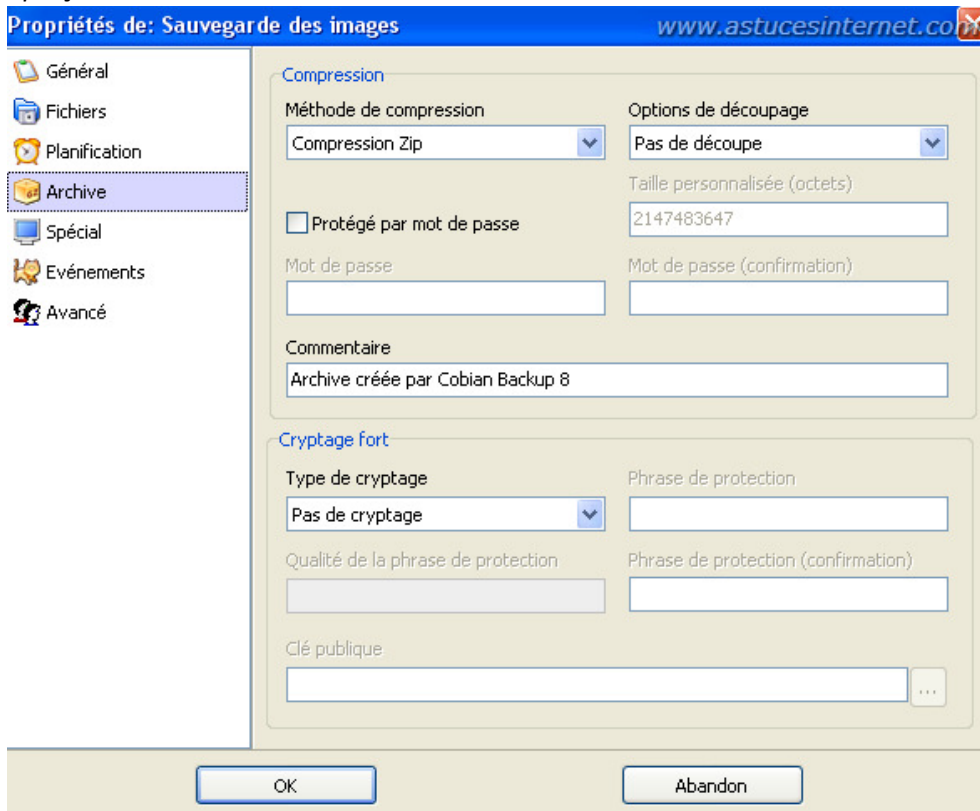 Propriétés de: Sauvegarde des images
www.astucesinternet.com
Général
Fichiers
Planification
Archive
Spécial
Evénements
Avancé
Compression
Méthode de compression
Options de découpage
Compression Zip
Pas de découpe
Taille personnalisée (octets)
Protégé par mot de passe
2147483647
Mot de passe
Mot de passe (confirmation)
Commentaire
Archive créée par Cobian Backup 8
Cryptage fort
Type de cryptage
Phrase de protection
Pas de cryptage
Qualité de la phrase de protection
Phrase de protection (confirmation)
Clé publique
...
OK
Abandon